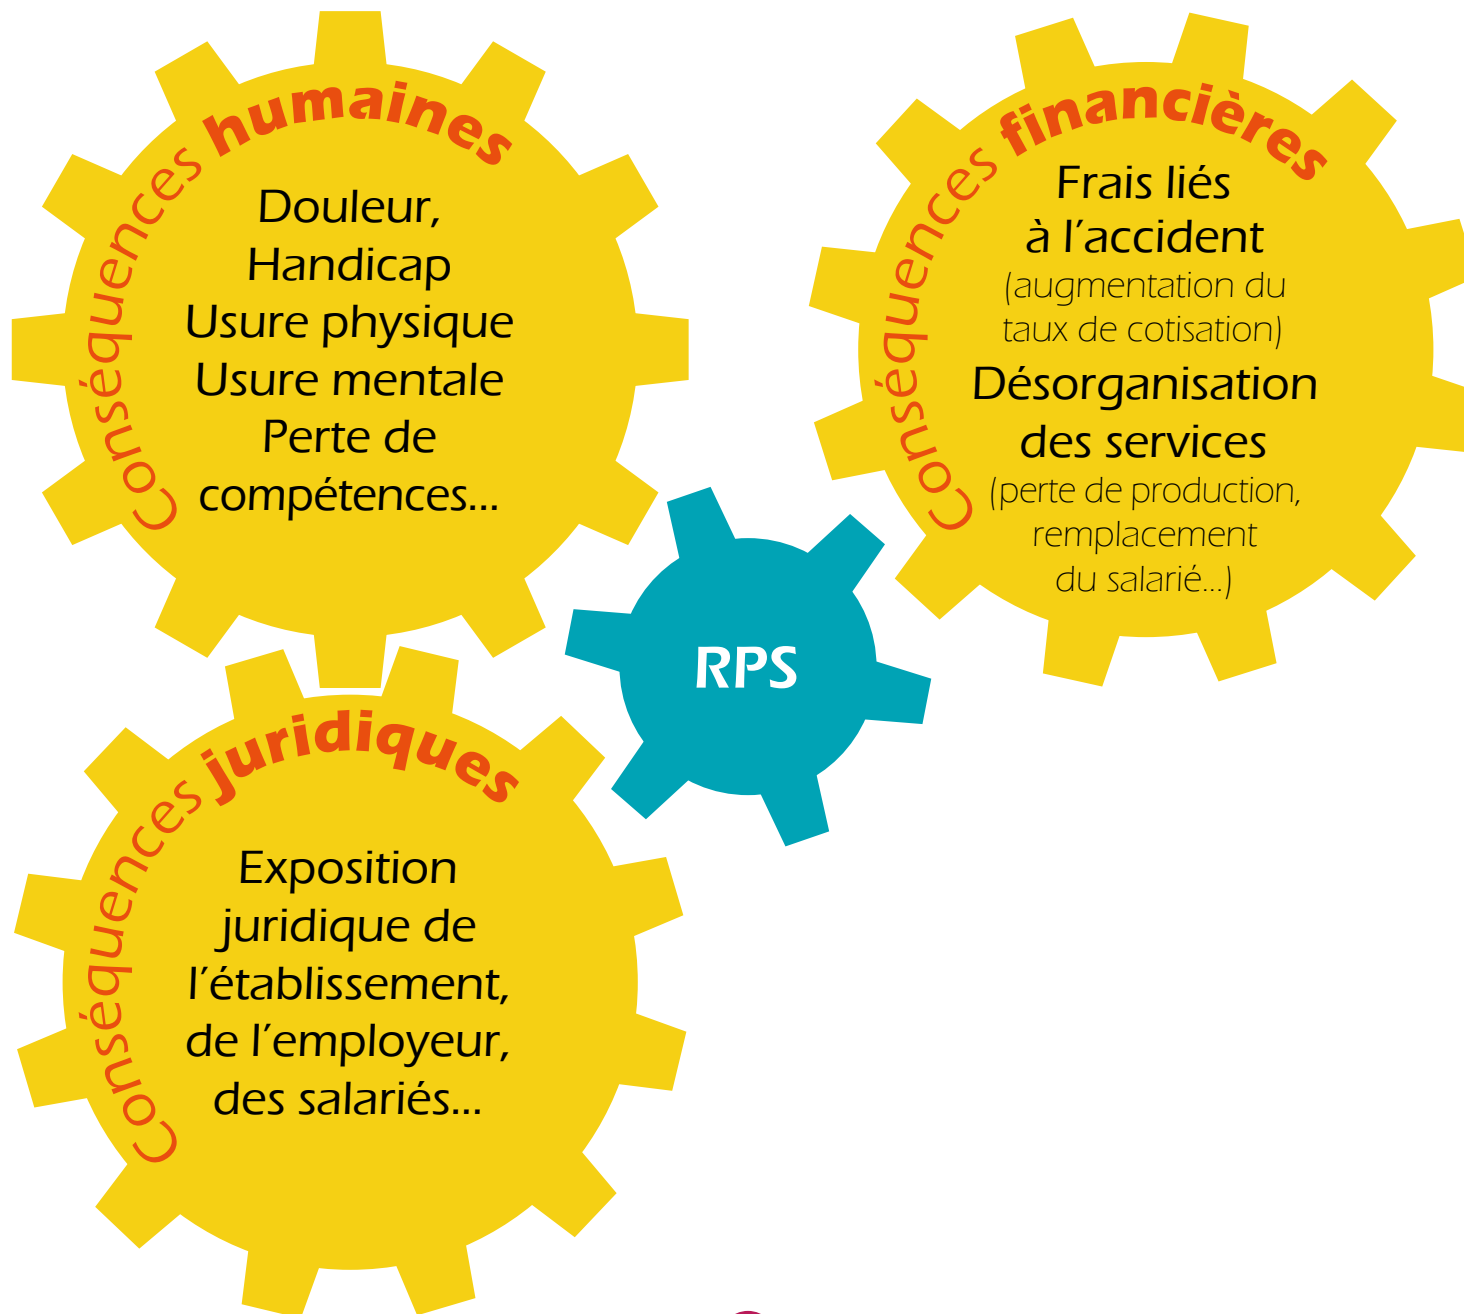 Conséquences humaines
Douleur,
Handicap
Usure physique
Usure mentale
Perte de
compétences...
Conséquences financières
Frais liés
à l'accident
(augmentation du
taux de cotisation)
Désorganisation
des services
(perte de production,
remplacement
du salarié...)
RPS
Conséquences juridiques
Exposition
juridique de
l'établissement,
de l'employeur,
des salariés...